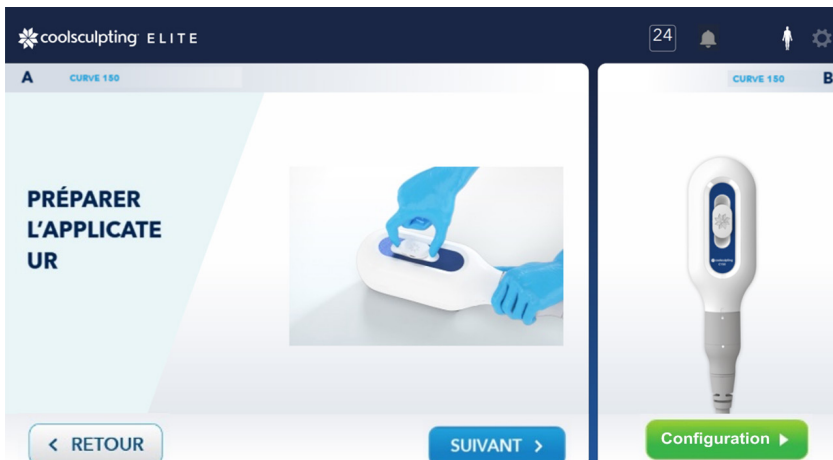 coolsculpting ELITE
24
A CURVE 150
CURVE 150 B
PRÉPARER
L'APPLICATE
UR
< RETOUR
SUIVANT >
Configuration